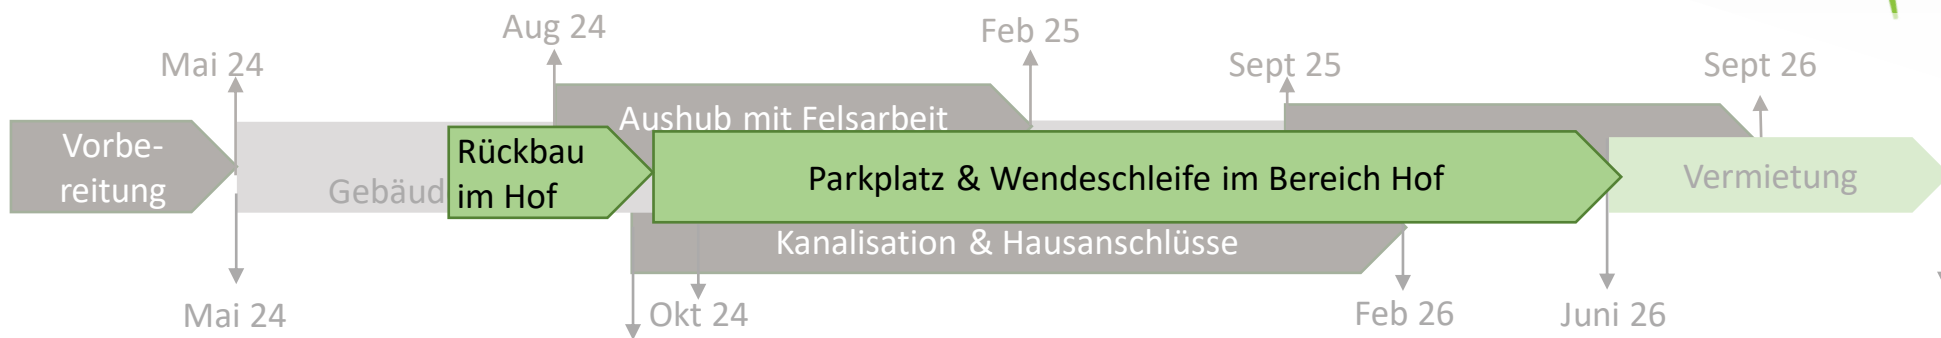 Aug 24
Feb 25
Mai 24
Sept 25
Sept 26
Aushub mit Felsarbeit
Vorbe-
reitung
Gebäud
Rückbau
im Hof
Parkplatz & Wendeschleife im Bereich Hof
Vermietung
Kanalisation & Hausanschlüsse
Mai 24
Okt 24
Feb 26
Juni 26